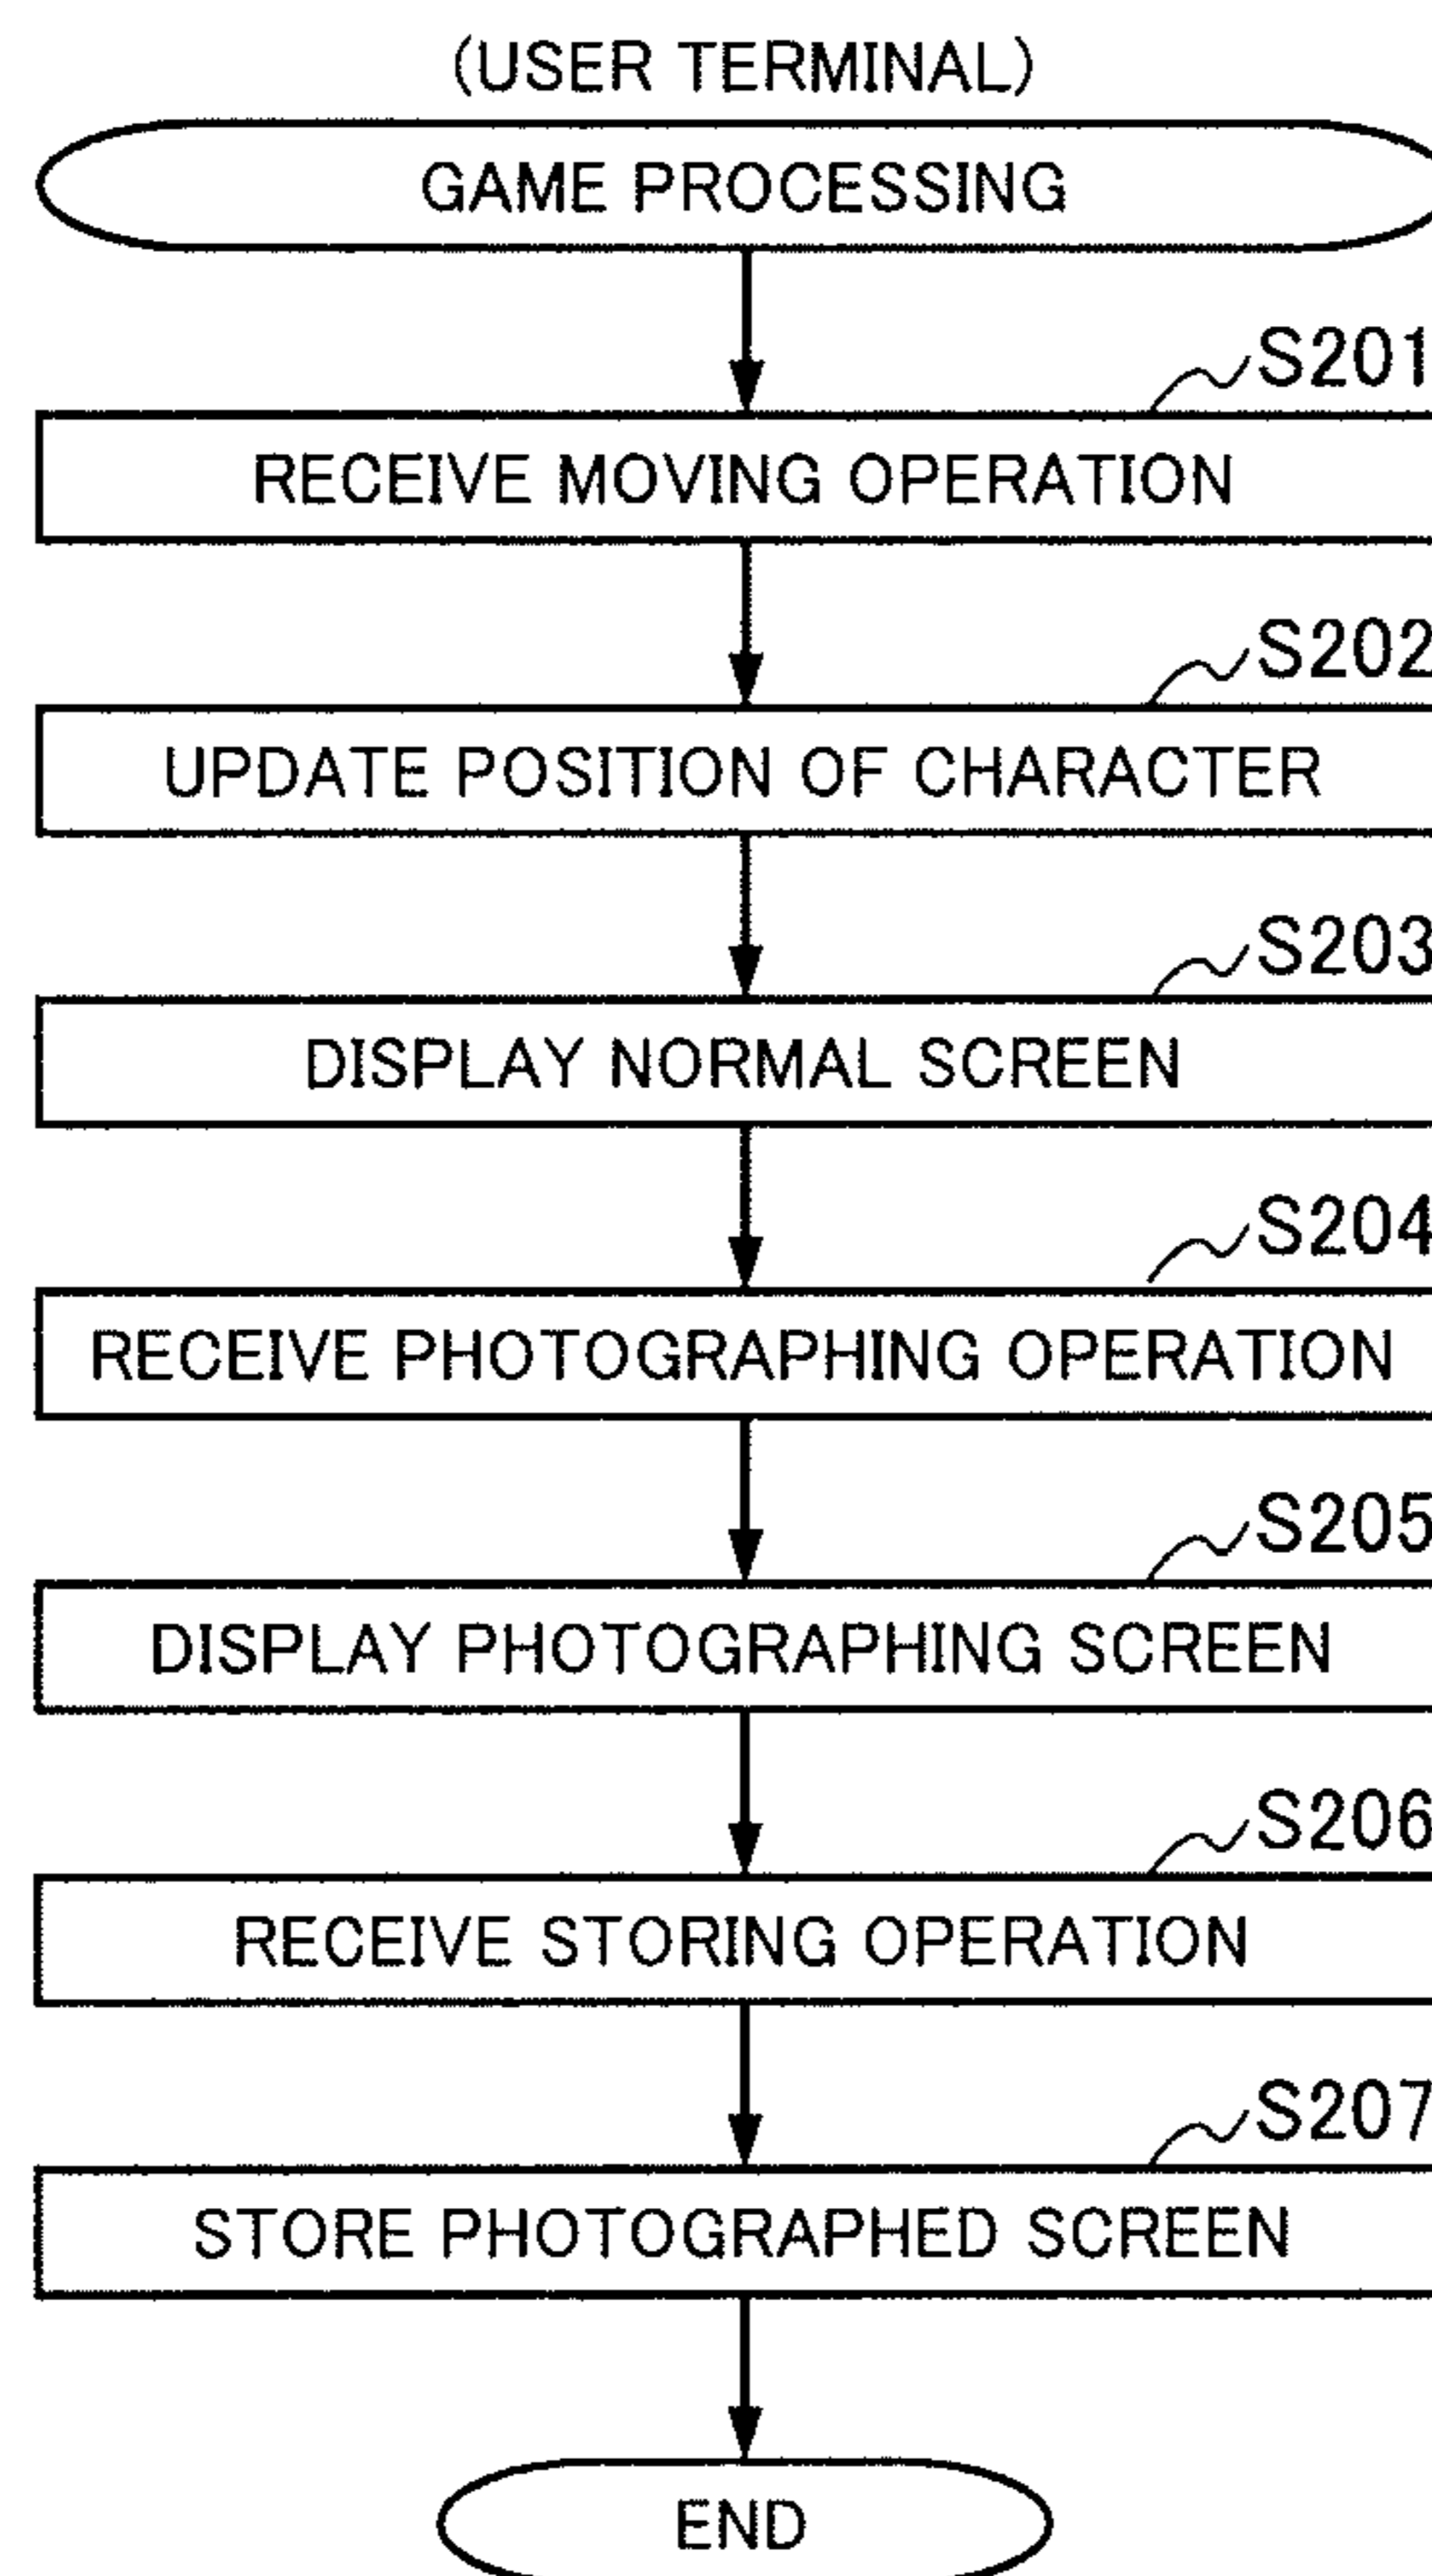 (USER TERMINAL)
GAME PROCESSING
S201
RECEIVE MOVING OPERATION
S202
UPDATE POSITION OF CHARACTER
S203
DISPLAY NORMAL SCREEN
S204
RECEIVE PHOTOGRAPHING OPERATION
S205
DISPLAY PHOTOGRAPHING SCREEN
S206
RECEIVE STORING OPERATION
S207
STORE PHOTOGRAPHED SCREEN
END